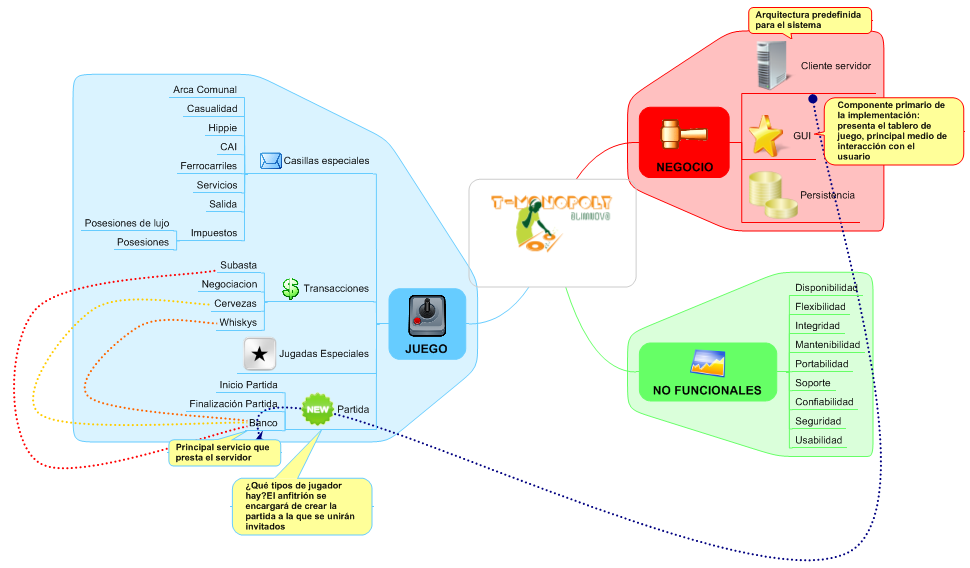 Arquitectura predefinida
para el sistema
Cliente servidor
Componente primario de
la implementación:
presenta el tablero de
juego, principal medio de
interacción con el
usuario
GUI
NEGOCIO
Persistencia
T-MONOPOLY
Arca Comunal
Casualidad
Hippie
CAI
Ferrocarriles
Servicios
Salida
Impuestos
Posesiones de lujo
Posesiones
Casillas especiales
Subasta
Negociacion
Cervezas
Whiskys
Transacciones
JUEGO
Jugadas Especiales
Inicio Partida
Finalización Partida
Banco
NEW
Partida
Principal servicio que
presta el servidor
¿Qué tipos de jugador
hay?El anfitrión se
encargará de crear la
partida a la que se unirán
invitados
NO FUNCIONALES
Disponibilidad
Flexibilidad
Integridad
Mantenibilidad
Portabilidad
Soporte
Confiabilidad
Seguridad
Usabilidad